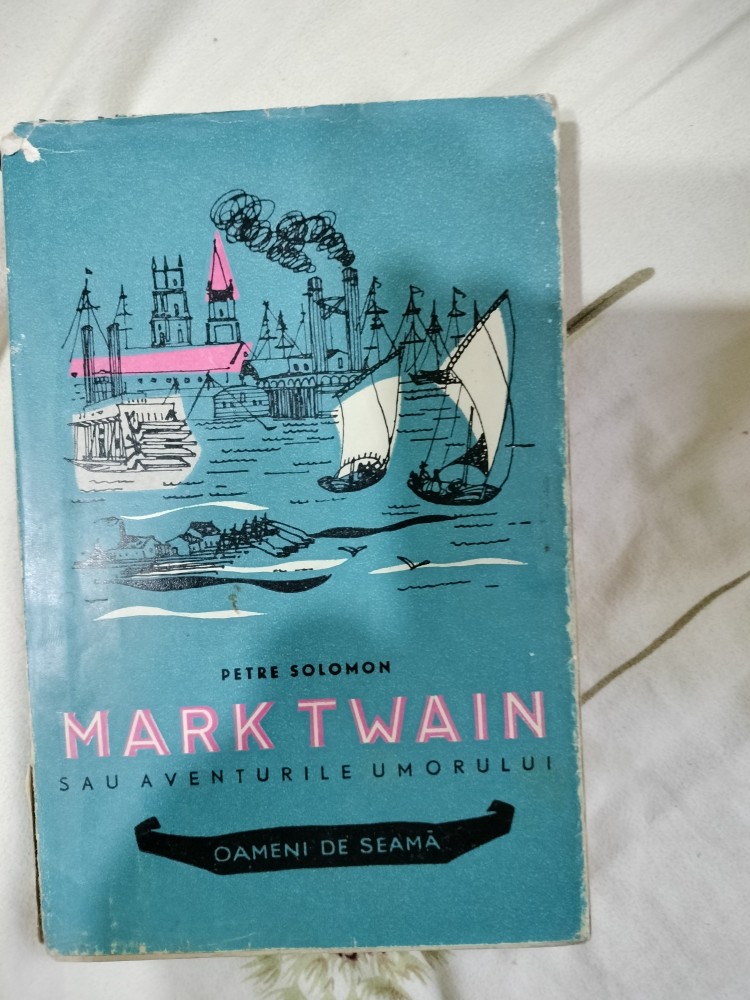 PETRE SOLOMON
MARK TWAIN
SAU AVENTURILE UMORULUI
OAMENI DE SEAMĂ